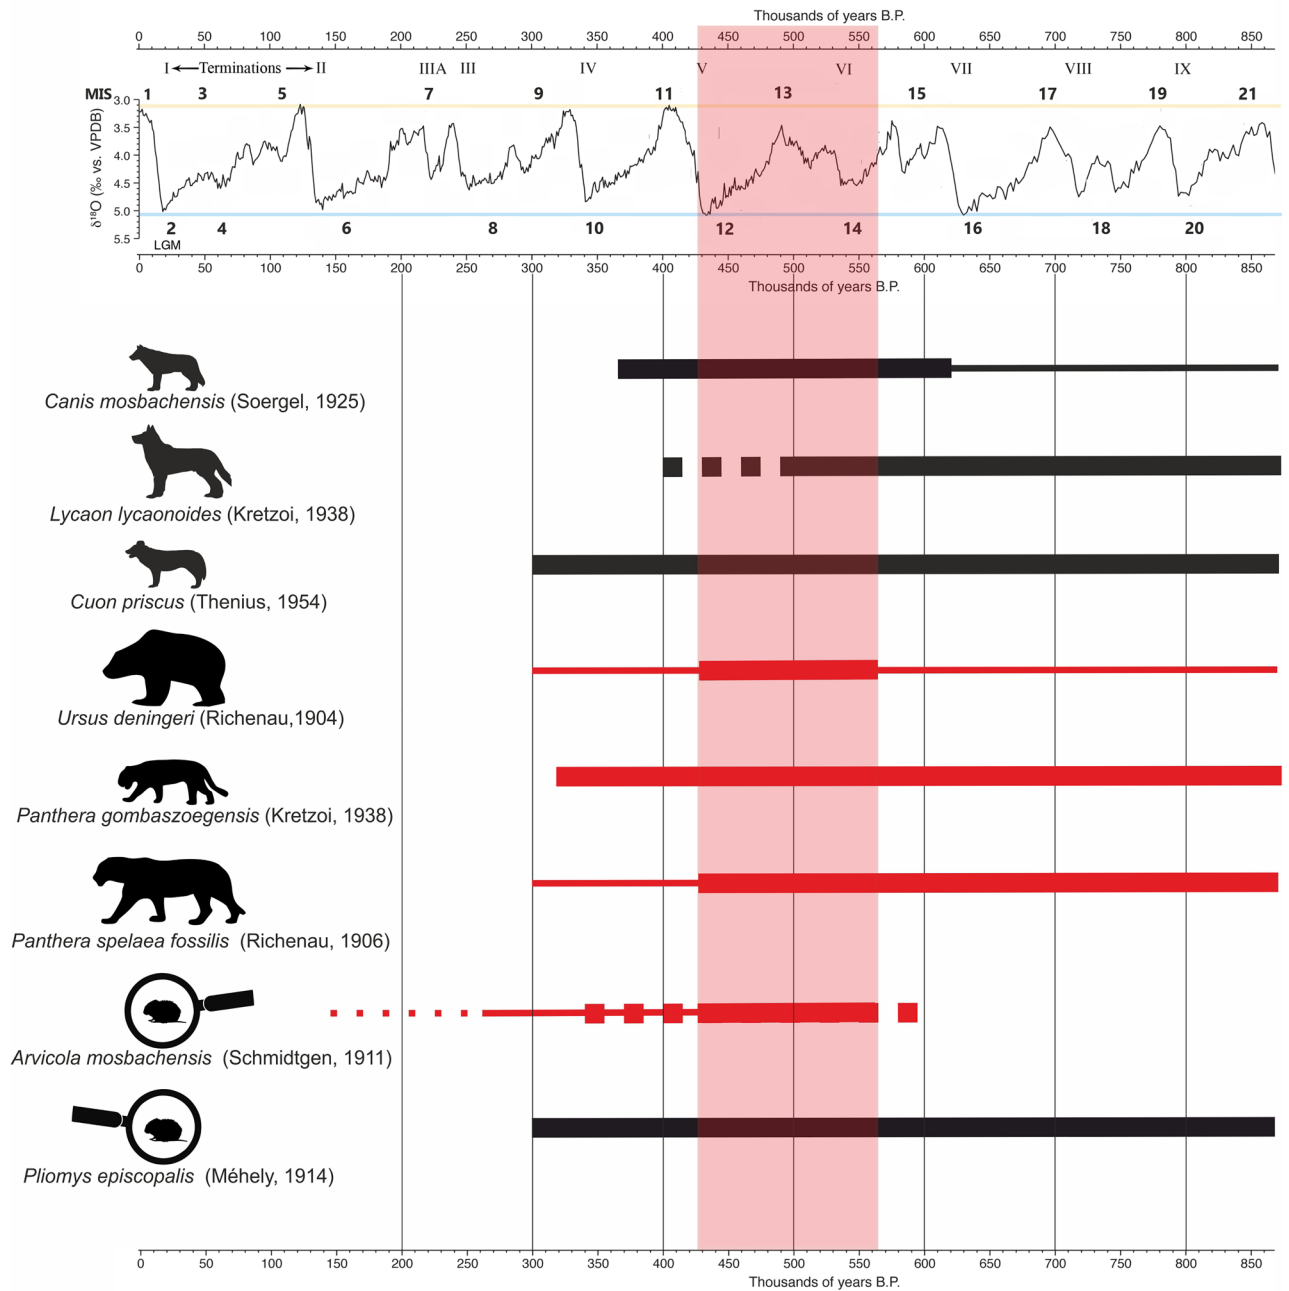 Thousands of years B.P.
0 50 100 150 200 250 300 350 400 450 500 550 600 650 700 750 800 850
I Terminations II IIIA III IV V VI VII VIII IX
MIS 1 3 5 7 9 11 13 15 17 19 21
3.0
3.5
4.0
4.5
5.0
5.5
δ¹⁸O (‰ vs. VPDB)
2 4 6 8 10 12 14 16 18 20
LGM
0 50 100 150 200 250 300 350 400 450 500 550 600 650 700 750 800 850
Thousands of years B.P.
Canis mosbachensis (Soergel, 1925)
Lycaon lycaonoides (Kretzoi, 1938)
Cuon priscus (Thenius, 1954)
Ursus deningeri (Richenau,1904)
Panthera gombaszoegensis (Kretzoi, 1938)
Panthera spelaea fossilis (Richenau, 1906)
Arvicola mosbachensis (Schmidtgen, 1911)
Pliomys episcopalis (Méhely, 1914)
0 50 100 150 200 250 300 350 400 450 500 550 600 650 700 750 800 850
Thousands of years B.P.